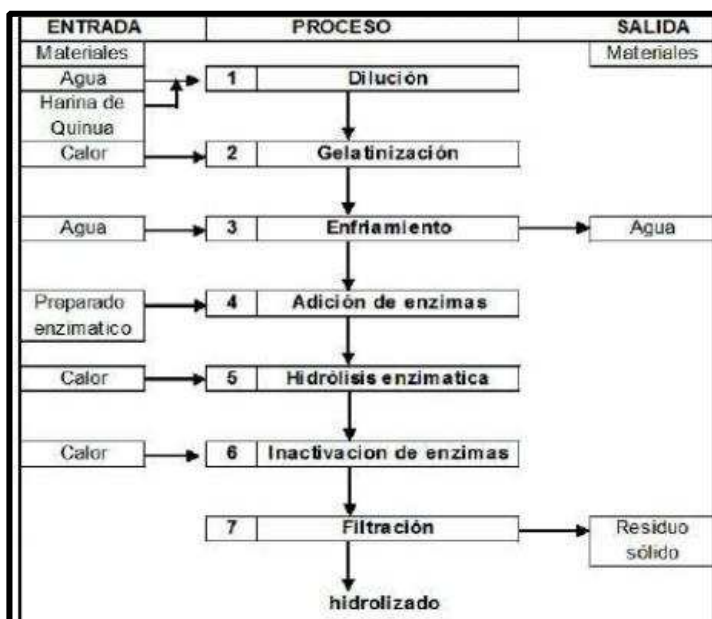 ENTRADA PROCESO SALIDA
Materiales Materiales
Agua 1 Dilución
Harina de
Quinua
Calor 2 Gelatinización
Agua 3 Enfriamiento Agua
Preparado 4 Adición de enzimas
enzimatico
Calor 5 Hidrólisis enzimatica
Calor 6 Inactivacion de enzimas
7 Filtración Residuo
sólido
hidrolizado